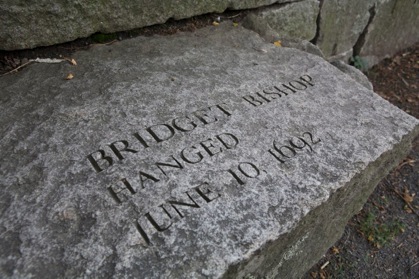 BRIDGET BISHOP
HANGED
JUNE 10, 1692